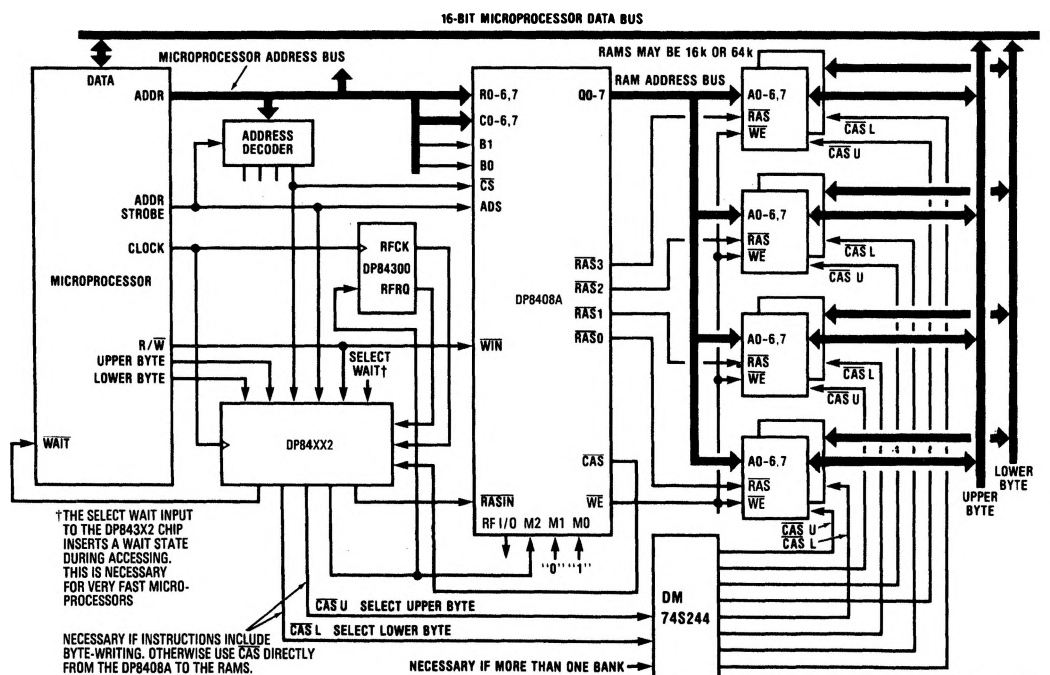 16-BIT MICROPROCESSOR DATA BUS
MICROPROCESSOR ADDRESS BUS
RAMS MAY BE 16k OR 64k
DATA
ADDR
R0-6,7
Q0-7
RAM ADDRESS BUS
A0-6,7
RAS
WE
CAS L
CAS U
C0-6,7
B1
B0
CS
ADS
ADDRESS
DECODER
ADDR
STROBE
CLOCK
MICROPROCESSOR
RFCK
DP84300
RFRQ
DP8408A
RAS3
RAS2
RAS1
RAS0
A0-6,7
RAS
WE
CAS L
CAS U
R/W
UPPER BYTE
LOWER BYTE
SELECT
WAIT†
WIN
A0-6,7
RAS
WE
CAS L
CAS U
WAIT
DP84XX2
CAS
RASIN
WE
RF I/O M2 M1 M0
"0" "1"
A0-6,7
RAS
WE
CAS U
CAS L
UPPER
BYTE
LOWER
BYTE
†THE SELECT WAIT INPUT
TO THE DP843X2 CHIP
INSERTS A WAIT STATE
DURING ACCESSING.
THIS IS NECESSARY
FOR VERY FAST MICRO-
PROCESSORS
CAS U SELECT UPPER BYTE
CAS L SELECT LOWER BYTE
DM
74S244
NECESSARY IF INSTRUCTIONS INCLUDE
BYTE-WRITING. OTHERWISE USE CAS DIRECTLY
FROM THE DP8408A TO THE RAMS.
NECESSARY IF MORE THAN ONE BANK